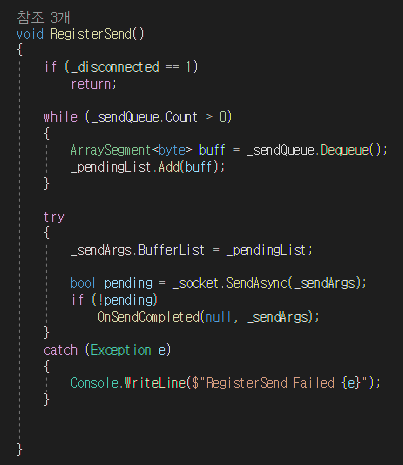 참조 3개
void RegisterSend()
{
    if (_disconnected == 1)
        return;

    while (_sendQueue.Count > 0)
    {
        ArraySegment<byte> buff = _sendQueue.Dequeue();
        _pendingList.Add(buff);
    }

    try
    {
        _sendArgs.BufferList = _pendingList;

        bool pending = _socket.SendAsync(_sendArgs);
        if (!pending)
            OnSendCompleted(null, _sendArgs);
    }
    catch (Exception e)
    {
        Console.WriteLine($"RegisterSend Failed {e}");
    }

}